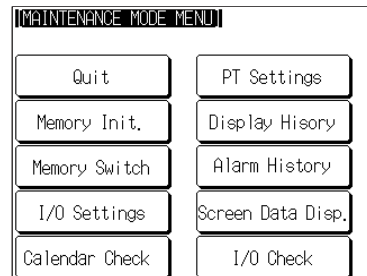 [MAINTENANCE MODE MENU]
Quit
PT Settings
Memory Init.
Display Hisory
Memory Switch
Alarm History
I/O Settings
Screen Data Disp.
Calendar Check
I/O Check